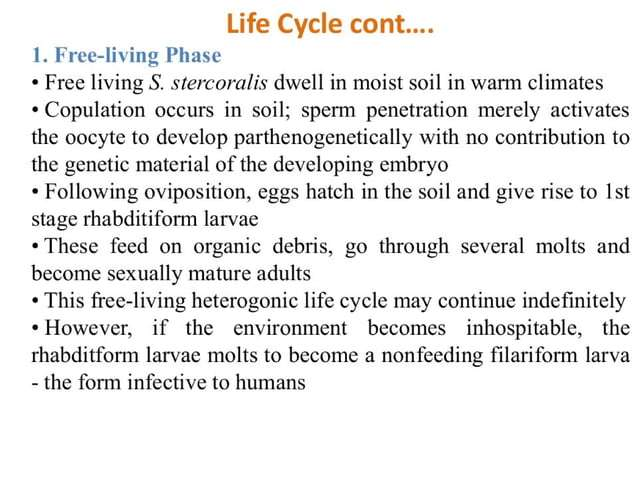 Life Cycle cont….
1. Free-living Phase
• Free living S. stercoralis dwell in moist soil in warm climates
• Copulation occurs in soil; sperm penetration merely activates
the oocyte to develop parthenogenetically with no contribution to
the genetic material of the developing embryo
• Following oviposition, eggs hatch in the soil and give rise to 1st
stage rhabditiform larvae
• These feed on organic debris, go through several molts and
become sexually mature adults
• This free-living heterogonic life cycle may continue indefinitely
• However, if the environment becomes inhospitable, the
rhabditform larvae molts to become a nonfeeding filariform larva
- the form infective to humans